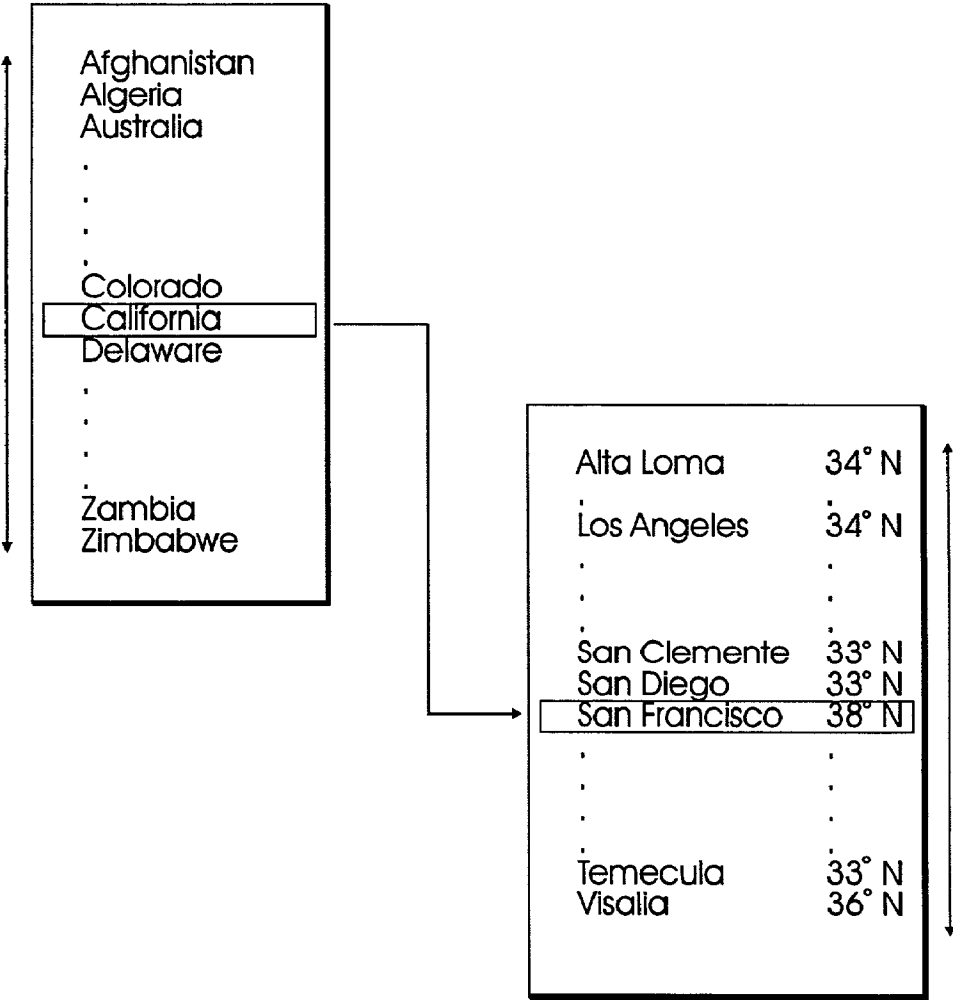 Afghanistan
Algeria
Australia
.
.
.
.
Colorado
California
Delaware
.
.
.
.
Zambia
Zimbabwe
Alta Loma 34° N
. .
Los Angeles 34° N
. .
. .
. .
San Clemente 33° N
San Diego 33° N
San Francisco 38° N
. .
. .
. .
. .
Temecula 33° N
Visalia 36° N